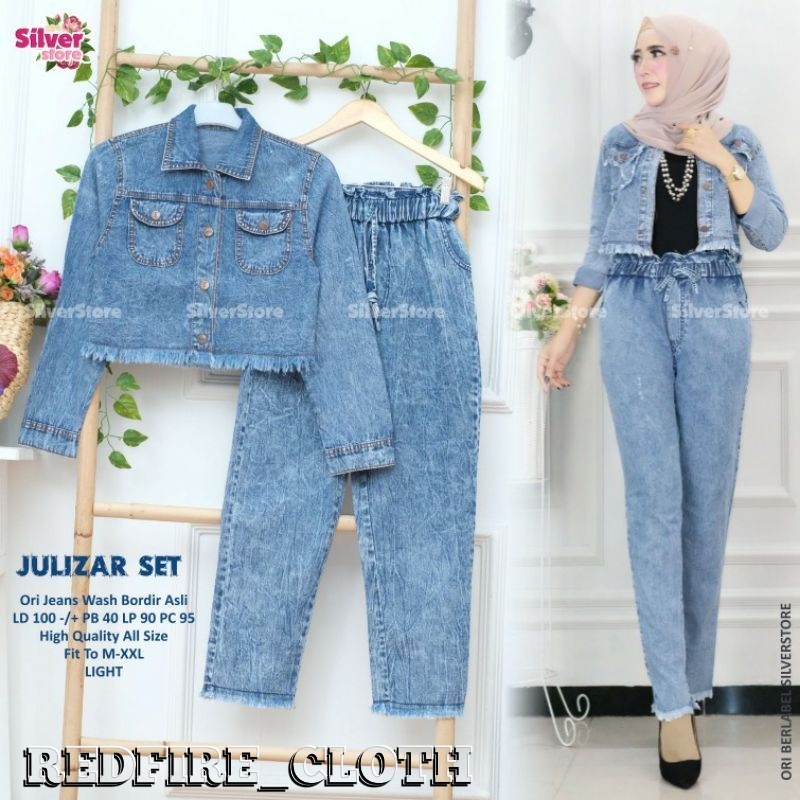 Silver
store
SilverStore
SilverStore
SilverStore
SilverStore
SilverStore
JULIZAR SET
Ori Jeans Wash Bordir Asli
LD 100 -/+ PB 40 LP 90 PC 95
High Quality All Size
Fit To M-XXL
LIGHT
ORI BERLABEL SILVERSTORE
REDFIRE_CLOTH